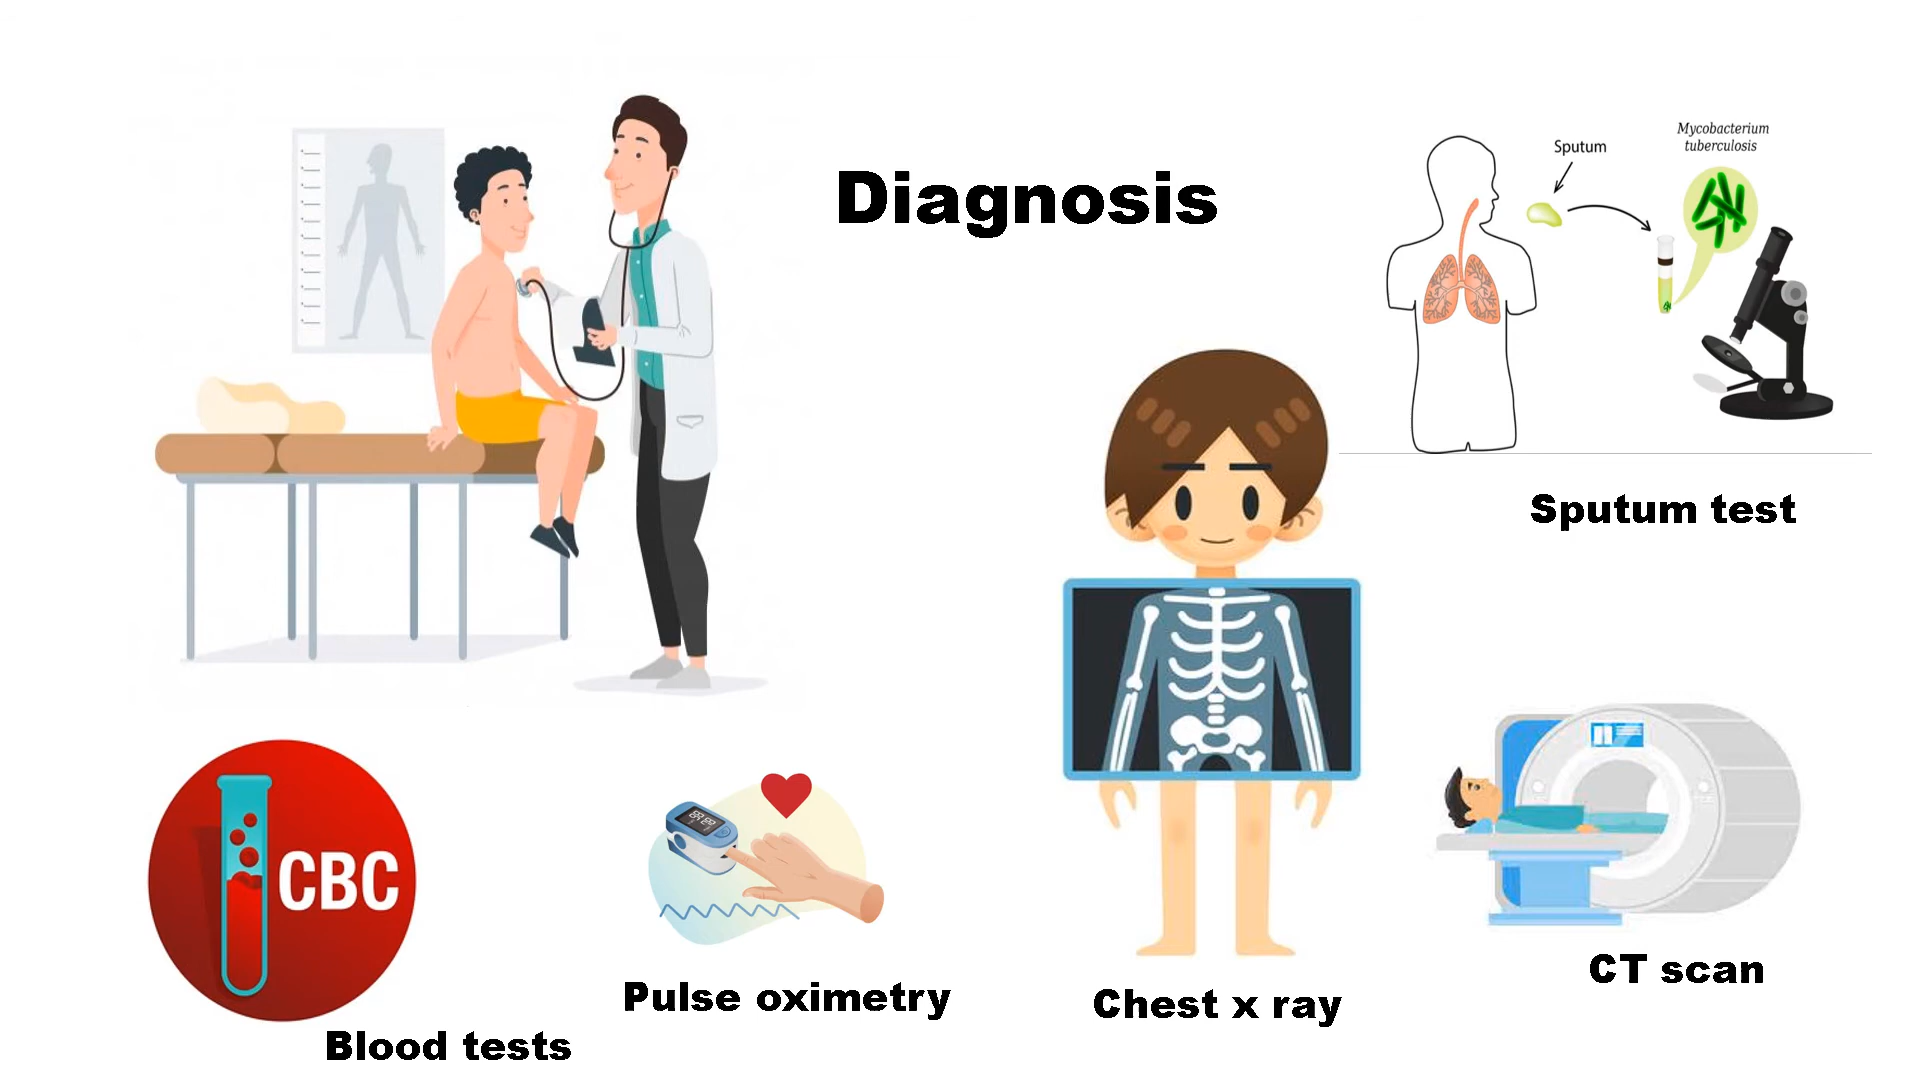 Diagnosis
Sputum
Mycobacterium
tuberculosis
Sputum test
CBC
Blood tests
Pulse oximetry
Chest x ray
CT scan